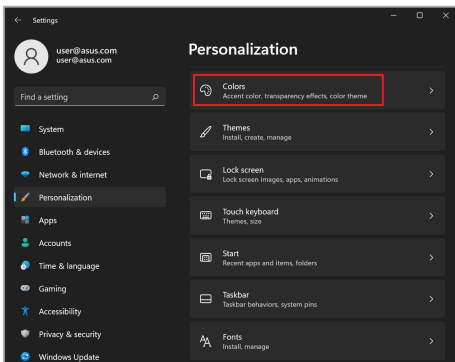 Settings
user@asus.com
user@asus.com
Find a setting
System
Bluetooth & devices
Network & internet
Personalization
Apps
Accounts
Time & language
Gaming
Accessibility
Privacy & security
Windows Update
Personalization
Colors
Accent color, transparency effects, color theme
Themes
Install, create, manage
Lock screen
Lock screen images, apps, animations
Touch keyboard
Themes, size
Start
Recent apps and items, folders
Taskbar
Taskbar behaviors, system pins
Fonts
Install, manage